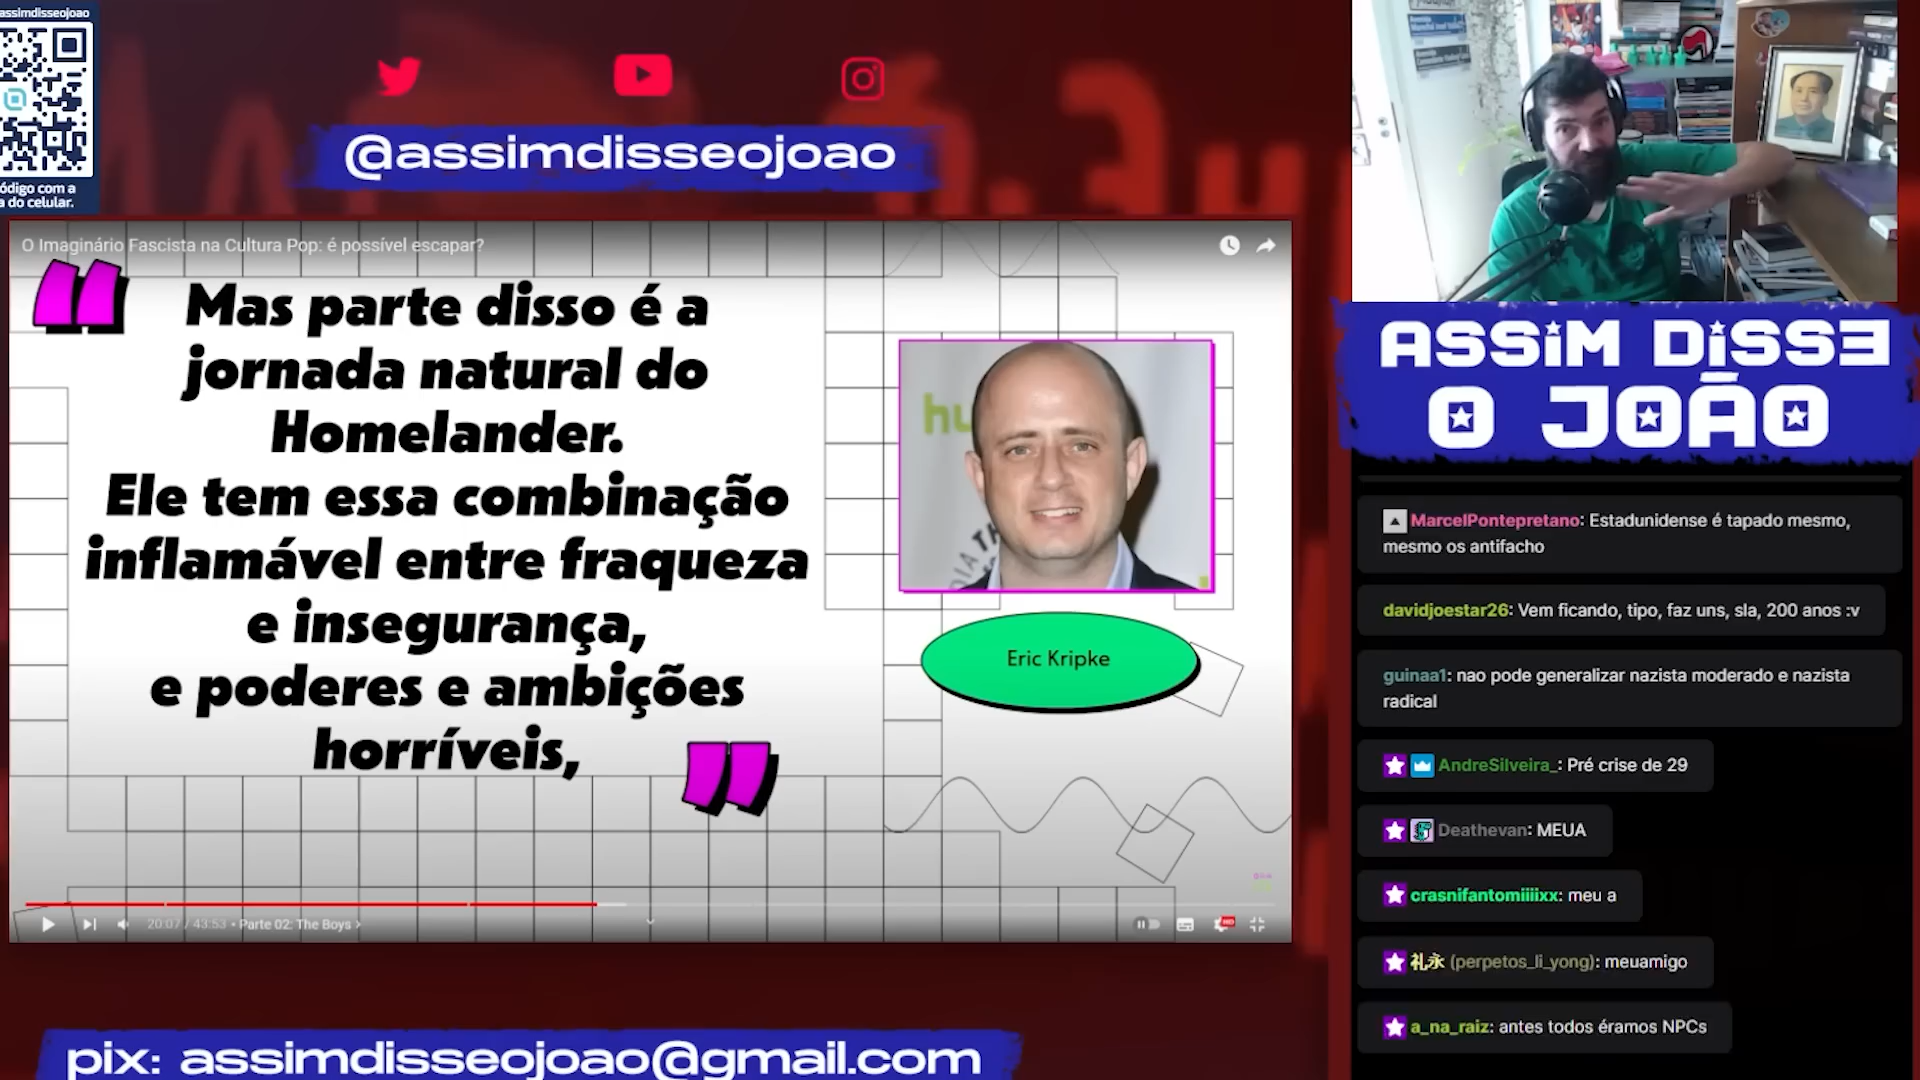 assimdisseojoao
ódigo com a
a do celular.
@assimdisseojoao
O Imaginário Fascista na Cultura Pop: é possível escapar?
Mas parte disso é a
jornada natural do
Homelander.
Ele tem essa combinação
inflamável entre fraqueza
e insegurança,
e poderes e ambições
horríveis,
hu
Eric Kripke
20:07 / 43:53 • Parte 02: The Boys >
HD
pix: assimdisseojoao@gmail.com
ASSIM DISSE
O JOÃO
MarcelPontepretano: Estadunidense é tapado mesmo,
mesmo os antifacho
davidjoestar26: Vem ficando, tipo, faz uns, sla, 200 anos :v
guinaa1: nao pode generalizar nazista moderado e nazista
radical
AndreSilveira_: Pré crise de 29
Deathevan: MEUA
crasnifantomiiiixx: meu a
礼永 (perpetos_li_yong): meuamigo
a_na_raiz: antes todos éramos NPCs